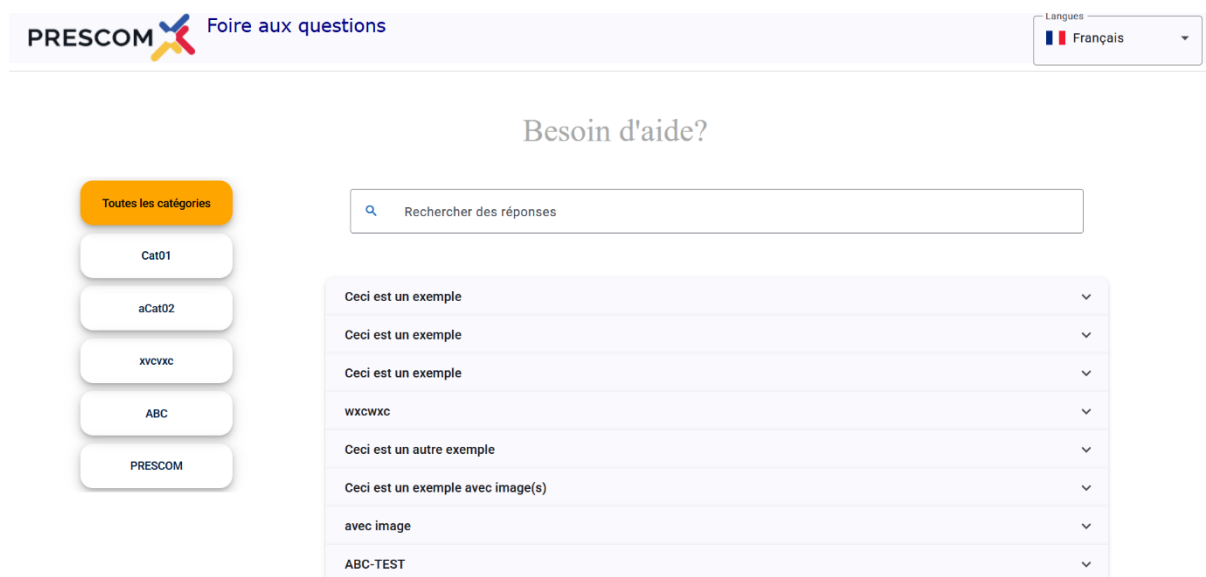 PRESCOM
Foire aux questions
Langues
Français
Besoin d'aide?
Toutes les catégories
Cat01
aCat02
xvcvxc
ABC
PRESCOM
Rechercher des réponses
Ceci est un exemple
Ceci est un exemple
Ceci est un exemple
wxcwxc
Ceci est un autre exemple
Ceci est un exemple avec image(s)
avec image
ABC-TEST